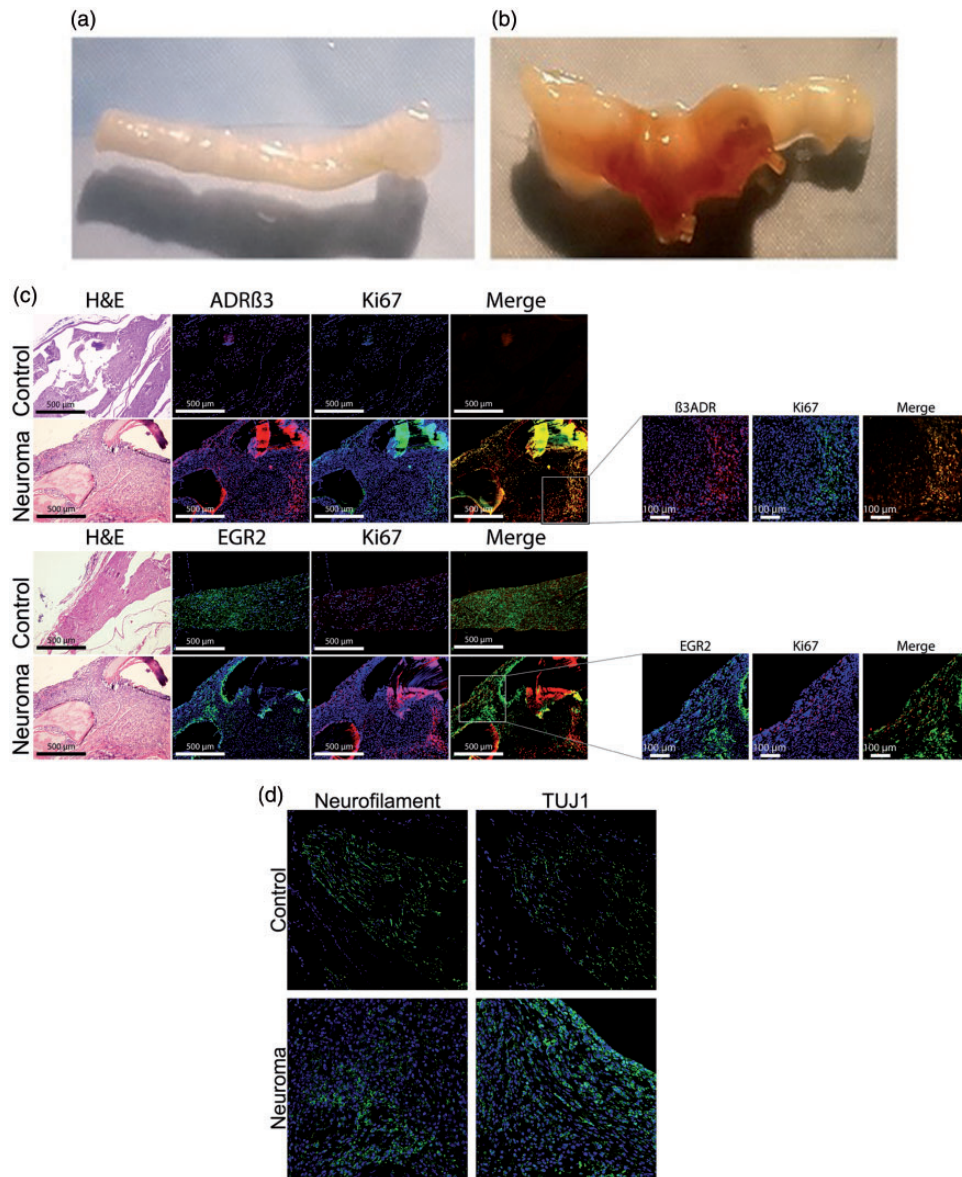 (a) (b)
(c)
H&E ADRß3 Ki67 Merge
Control
500 µm 500 µm 500 µm 500 µm
ß3ADR Ki67 Merge
Neuroma
500 µm 500 µm 500 µm 500 µm
100 µm 100 µm 100 µm
H&E EGR2 Ki67 Merge
Control
500 µm 500 µm 500 µm 500 µm
EGR2 Ki67 Merge
Neuroma
500 µm 500 µm 500 µm 500 µm
100 µm 100 µm 100 µm
(d)
Neurofilament TUJ1
Control
Neuroma